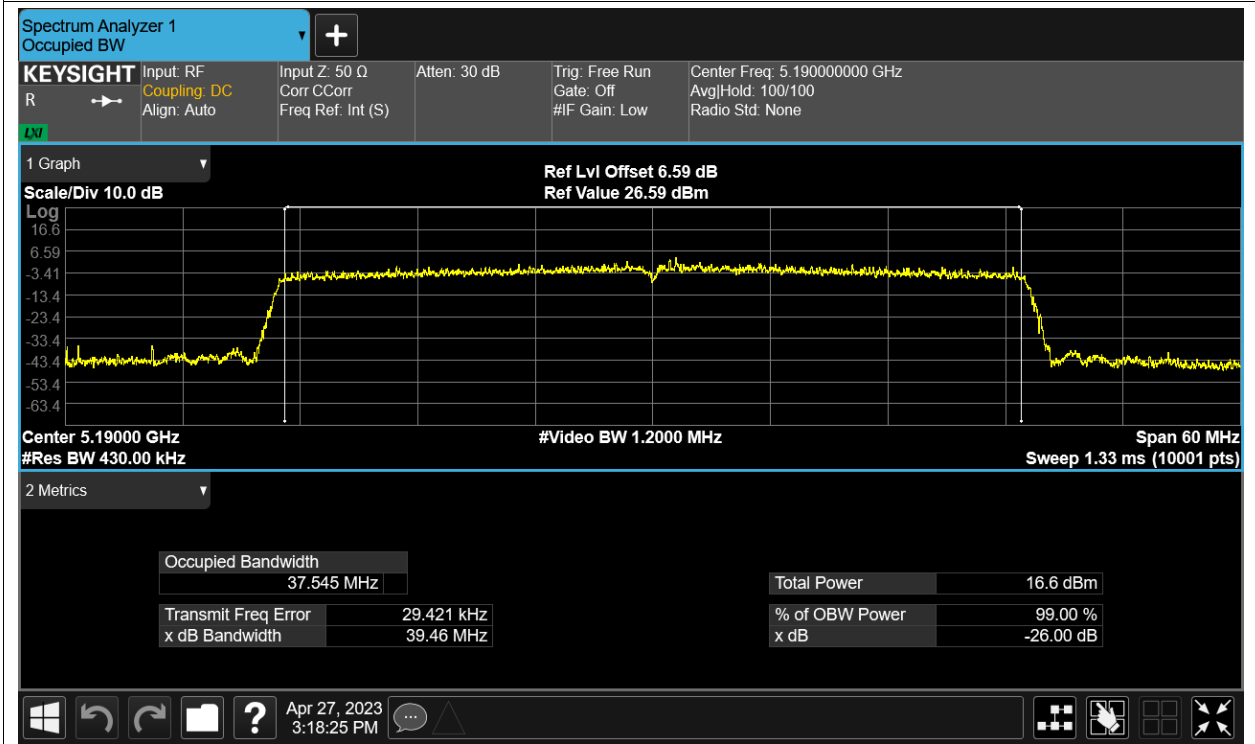 Spectrum Analyzer 1
Occupied BW
KEYSIGHT
R
LXI
Input: RF
Coupling: DC
Align: Auto
Input Z: 50 Ω
Corr CCorr
Freq Ref: Int (S)
Atten: 30 dB
Trig: Free Run
Gate: Off
#IF Gain: Low
Center Freq: 5.190000000 GHz
Avg|Hold: 100/100
Radio Std: None
1 Graph
Scale/Div 10.0 dB
Ref Lvl Offset 6.59 dB
Ref Value 26.59 dBm
Log
16.6
6.59
-3.41
-13.4
-23.4
-33.4
-43.4
-53.4
-63.4
Center 5.19000 GHz
#Res BW 430.00 kHz
#Video BW 1.2000 MHz
Span 60 MHz
Sweep 1.33 ms (10001 pts)
2 Metrics
Occupied Bandwidth
37.545 MHz
Transmit Freq Error 29.421 kHz
x dB Bandwidth 39.46 MHz
Total Power 16.6 dBm
% of OBW Power 99.00 %
x dB -26.00 dB
?
Apr 27, 2023
3:18:25 PM